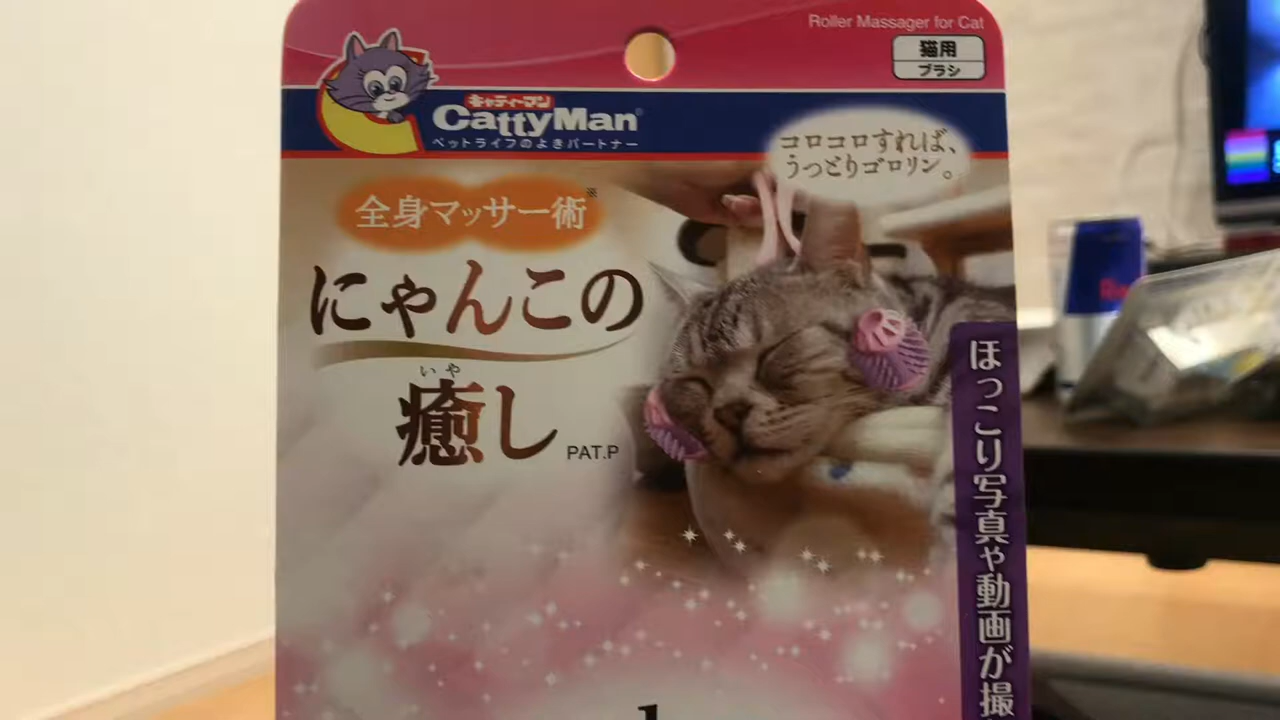 Roller Massager for Cat
猫用
ブラシ
キャティーマン
CattyMan
ペットライフのよきパートナー
コロコロすれば、
うっとりゴロリン。
全身マッサー術※
にゃんこの
いや
癒し
PAT.P
ほっこり写真や動画が撮